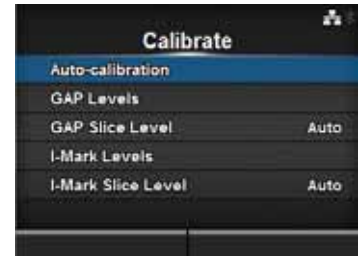 Calibrate
Auto-calibration
GAP Levels
GAP Slice Level Auto
I-Mark Levels
I-Mark Slice Level Auto